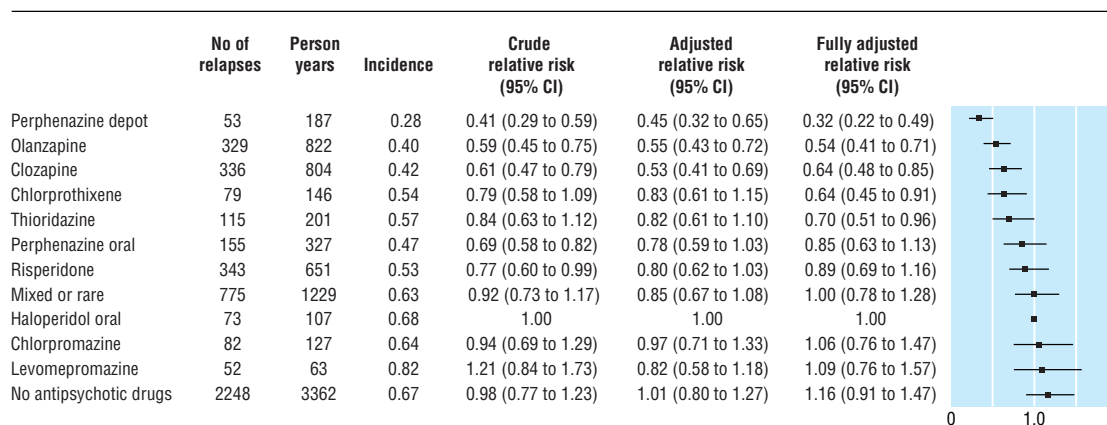 No of relapses Person years Incidence Crude relative risk (95% CI) Adjusted relative risk (95% CI) Fully adjusted relative risk (95% CI)
Perphenazine depot 53 187 0.28 0.41 (0.29 to 0.59) 0.45 (0.32 to 0.65) 0.32 (0.22 to 0.49)
Olanzapine 329 822 0.40 0.59 (0.45 to 0.75) 0.55 (0.43 to 0.72) 0.54 (0.41 to 0.71)
Clozapine 336 804 0.42 0.61 (0.47 to 0.79) 0.53 (0.41 to 0.69) 0.64 (0.48 to 0.85)
Chlorprothixene 79 146 0.54 0.79 (0.58 to 1.09) 0.83 (0.61 to 1.15) 0.64 (0.45 to 0.91)
Thioridazine 115 201 0.57 0.84 (0.63 to 1.12) 0.82 (0.61 to 1.10) 0.70 (0.51 to 0.96)
Perphenazine oral 155 327 0.47 0.69 (0.58 to 0.82) 0.78 (0.59 to 1.03) 0.85 (0.63 to 1.13)
Risperidone 343 651 0.53 0.77 (0.60 to 0.99) 0.80 (0.62 to 1.03) 0.89 (0.69 to 1.16)
Mixed or rare 775 1229 0.63 0.92 (0.73 to 1.17) 0.85 (0.67 to 1.08) 1.00 (0.78 to 1.28)
Haloperidol oral 73 107 0.68 1.00 1.00 1.00
Chlorpromazine 82 127 0.64 0.94 (0.69 to 1.29) 0.97 (0.71 to 1.33) 1.06 (0.76 to 1.47)
Levomepromazine 52 63 0.82 1.21 (0.84 to 1.73) 0.82 (0.58 to 1.18) 1.09 (0.76 to 1.57)
No antipsychotic drugs 2248 3362 0.67 0.98 (0.77 to 1.23) 1.01 (0.80 to 1.27) 1.16 (0.91 to 1.47)
0 1.0